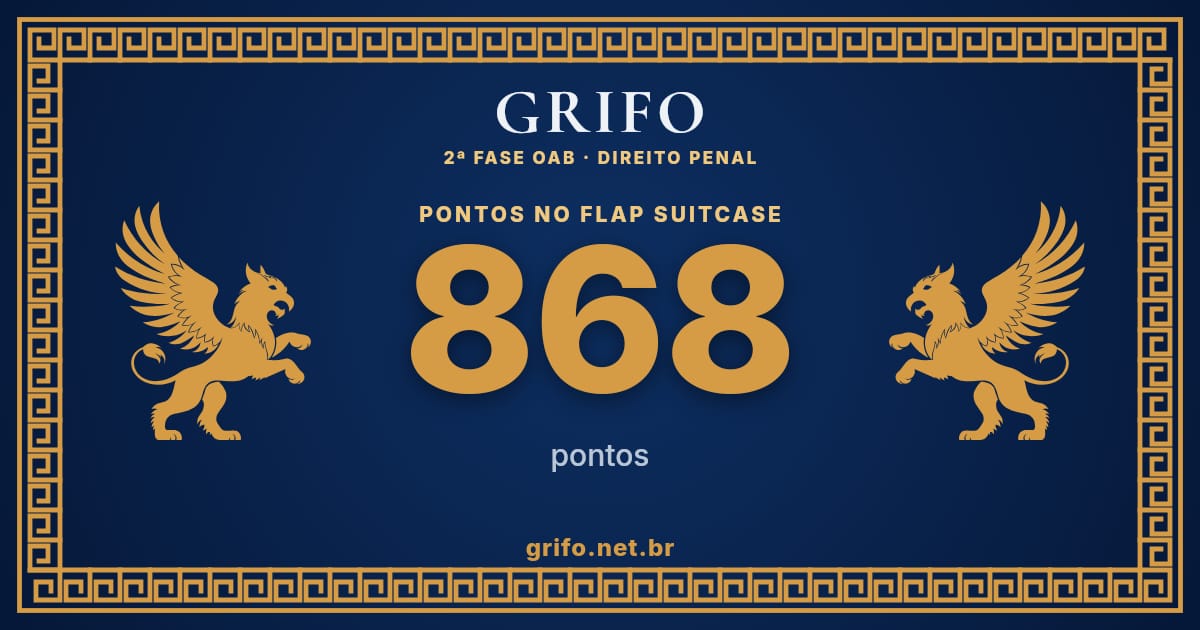 GRIFO
2ª FASE OAB · DIREITO PENAL
PONTOS NO FLAP SUITCASE
868
pontos
grifo.net.br